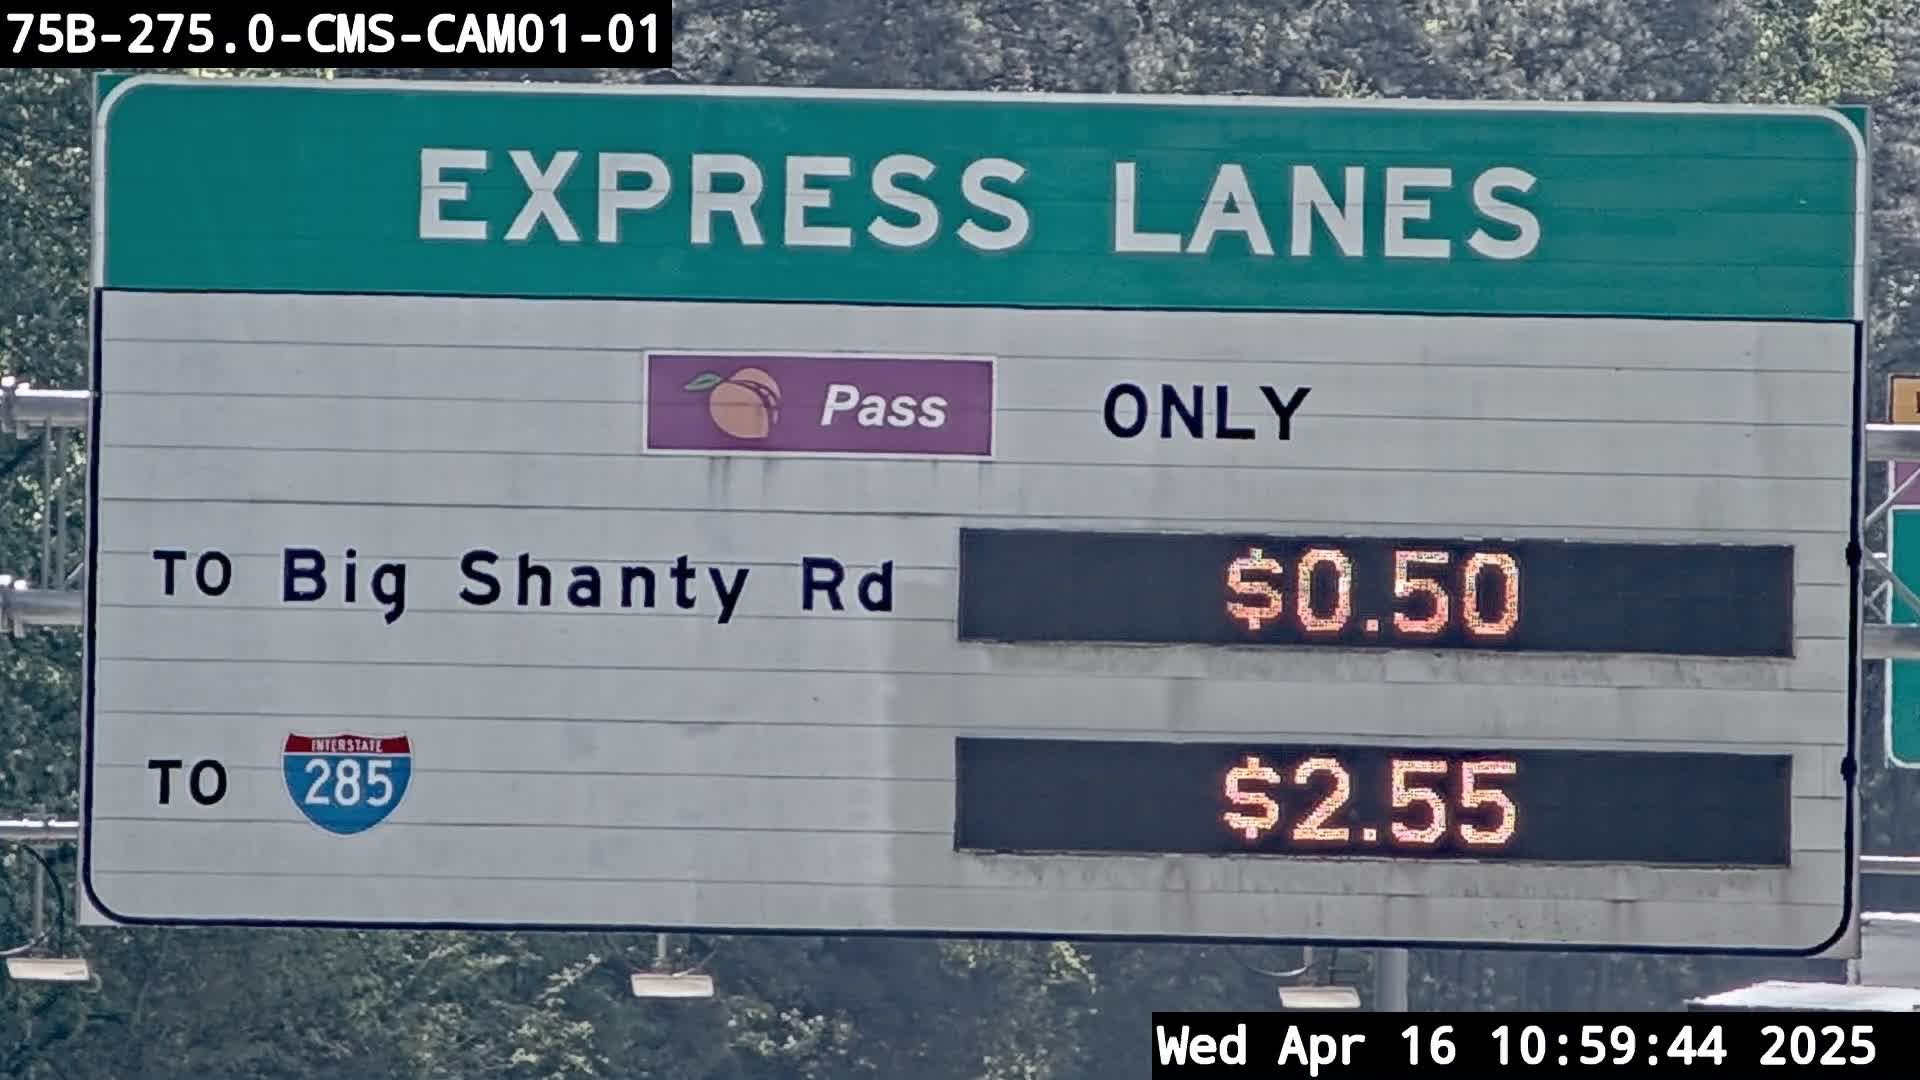 75B-275.0-CMS-CAM01-01
EXPRESS LANES
Pass ONLY
TO Big Shanty Rd $0.50
TO INTERSTATE 285 $2.55
Wed Apr 16 10:59:44 2025